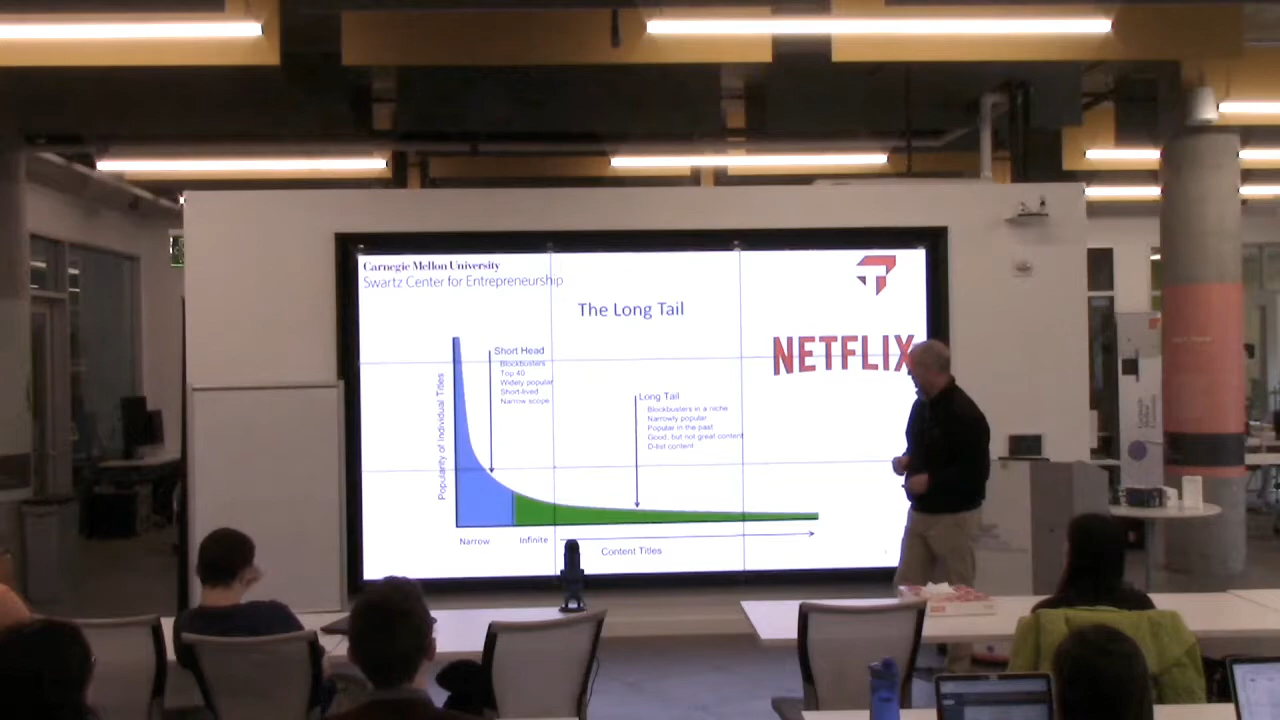 Carnegie Mellon University
Swartz Center for Entrepreneurship
The Long Tail
NETFLIX
Short Head
Blockbusters
Top 40
Widely popular
Short-lived
Narrow scope
Long Tail
Blockbusters in a niche
Narrowly popular
Popular in the past
Good, but not great content
D-list content
Popularity of Individual Titles
Narrow
Infinite
Content Titles